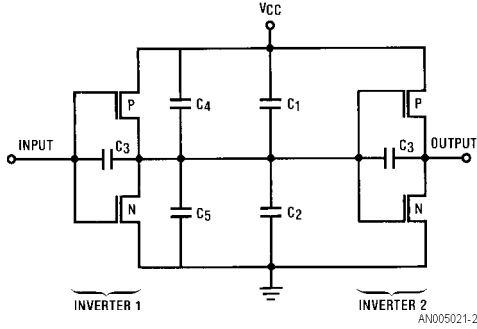 VCC
P
C4
C1
P
INPUT
C3
C3
OUTPUT
N
C5
C2
N
INVERTER 1
INVERTER 2
AN005021-2